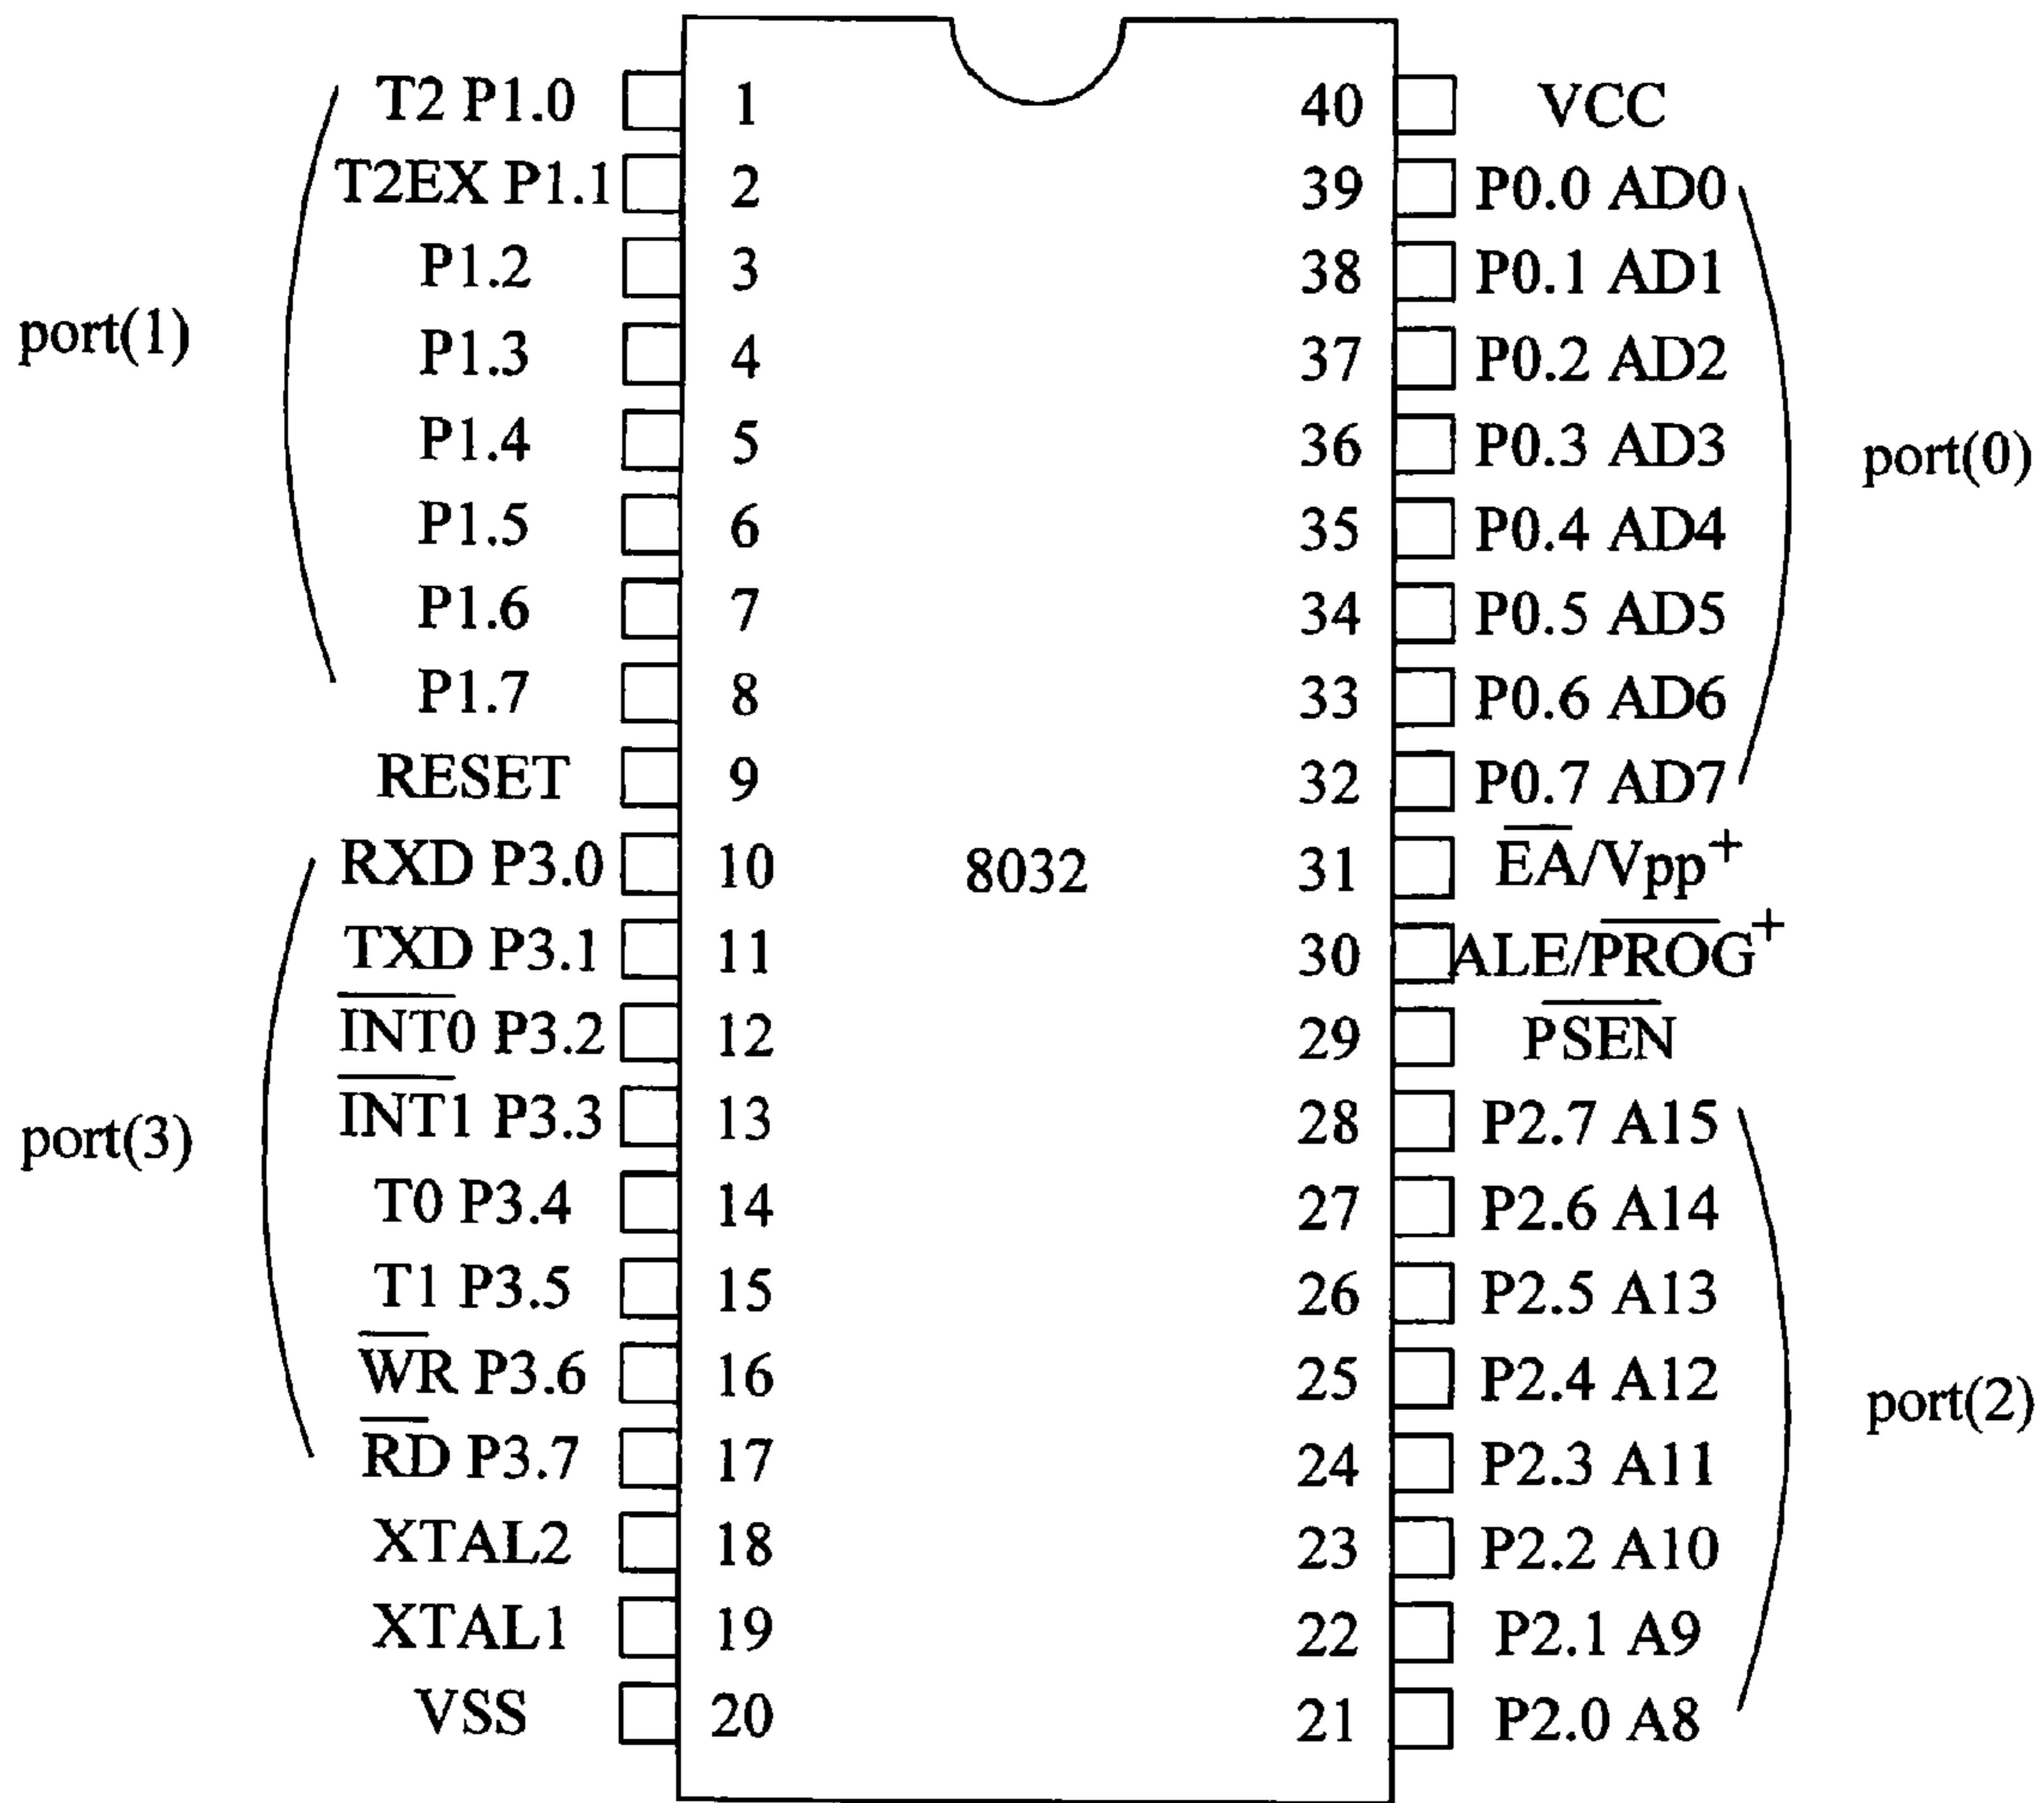 T2 P1.0 1 40 VCC
T2EX P1.1 2 39 P0.0 AD0
P1.2 3 38 P0.1 AD1
port(1) P1.3 4 37 P0.2 AD2
P1.4 5 36 P0.3 AD3 port(0)
P1.5 6 35 P0.4 AD4
P1.6 7 34 P0.5 AD5
P1.7 8 33 P0.6 AD6
RESET 9 32 P0.7 AD7
RXD P3.0 10 8032 31 E̅A̅/Vpp⁺
TXD P3.1 11 30 ALE/P̅R̅O̅G̅⁺
I̅N̅T̅0̅ P3.2 12 29 P̅S̅E̅N̅
port(3) I̅N̅T̅1̅ P3.3 13 28 P2.7 A15
T0 P3.4 14 27 P2.6 A14
T1 P3.5 15 26 P2.5 A13
W̅R̅ P3.6 16 25 P2.4 A12 port(2)
R̅D̅ P3.7 17 24 P2.3 A11
XTAL2 18 23 P2.2 A10
XTAL1 19 22 P2.1 A9
VSS 20 21 P2.0 A8